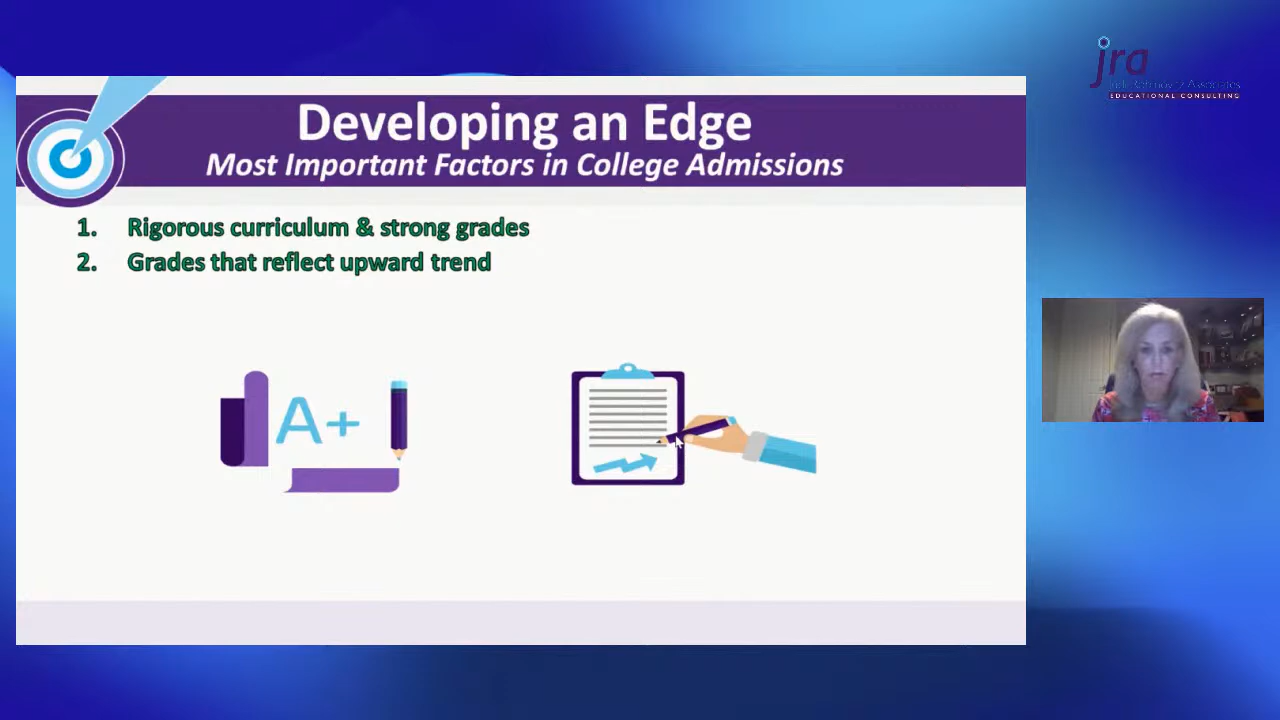 jra
Associates
EDUCATIONAL CONSULTING
Developing an Edge
Most Important Factors in College Admissions
1. Rigorous curriculum & strong grades
2. Grades that reflect upward trend
A+